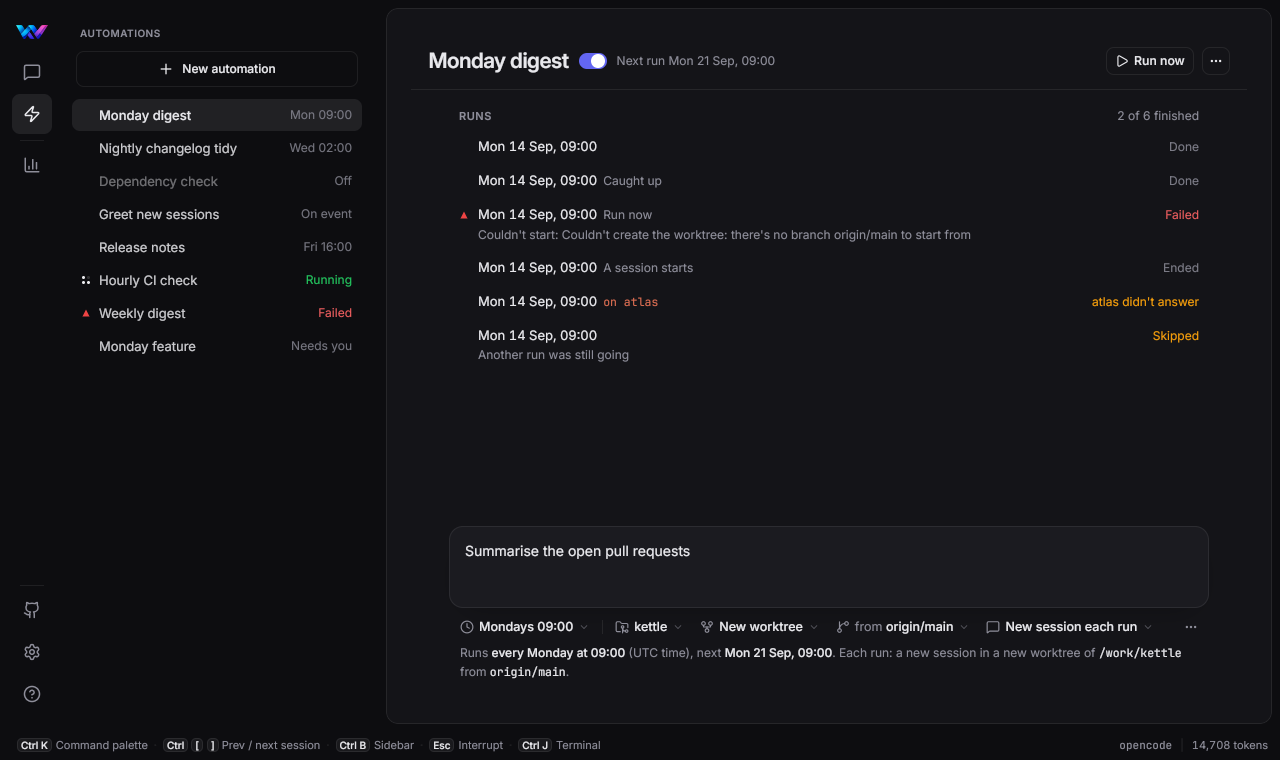 AUTOMATIONS
New automation
Monday digest Mon 09:00
Nightly changelog tidy Wed 02:00
Dependency check Off
Greet new sessions On event
Release notes Fri 16:00
Hourly CI check Running
Weekly digest Failed
Monday feature Needs you
Monday digest Next run Mon 21 Sep, 09:00 Run now
RUNS 2 of 6 finished
Mon 14 Sep, 09:00 Done
Mon 14 Sep, 09:00 Caught up Done
Mon 14 Sep, 09:00 Run now Failed
Couldn't start: Couldn't create the worktree: there's no branch origin/main to start from
Mon 14 Sep, 09:00 A session starts Ended
Mon 14 Sep, 09:00 on atlas atlas didn't answer
Mon 14 Sep, 09:00 Skipped
Another run was still going
Summarise the open pull requests
Mondays 09:00 kettle New worktree from origin/main New session each run
Runs every Monday at 09:00 (UTC time), next Mon 21 Sep, 09:00. Each run: a new session in a new worktree of /work/kettle
from origin/main.
Ctrl K Command palette · Ctrl [ ] Prev / next session · Ctrl B Sidebar · Esc Interrupt · Ctrl J Terminal opencode 14,708 tokens